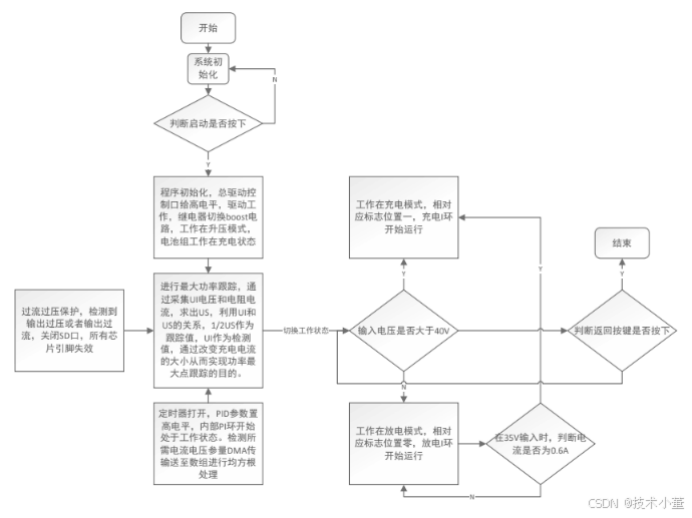 开始
系统初
始化
N
判断启动是否按下
Y
程序初始化，总驱动控
制口给高电平，驱动工
作，继电器切换boost电
路，工作在升压模式，
电池组工作在充电状态
工作在充电模式，相对
应标志位置一，充电I环
开始运行
结束
过流过压保护，检测到
输出过压或者输出过
流，关闭SD口，所有芯
片引脚失效
进行最大功率跟踪，通
过采集UI电压和电阻电
流，求出US，利用UI和
US的关系，1/2US作为
跟踪值，UI作为检测
值，通过改变充电电流
的大小从而实现功率最
大点跟踪的目的。
切换工作状态
Y
输入电压是否大于40V
Y
Y
判断返回按键是否按下
N
定时器打开，PID参数置
高电平，内部PI环开始
处于工作状态。检测所
需电流电压参量DMA传
输送至数组进行均方根
处理
工作在放电模式，相对
应标志位置零，放电I环
开始运行
在35V输入时，判断电
流是否为0.6A
N
CSDN @技术小董